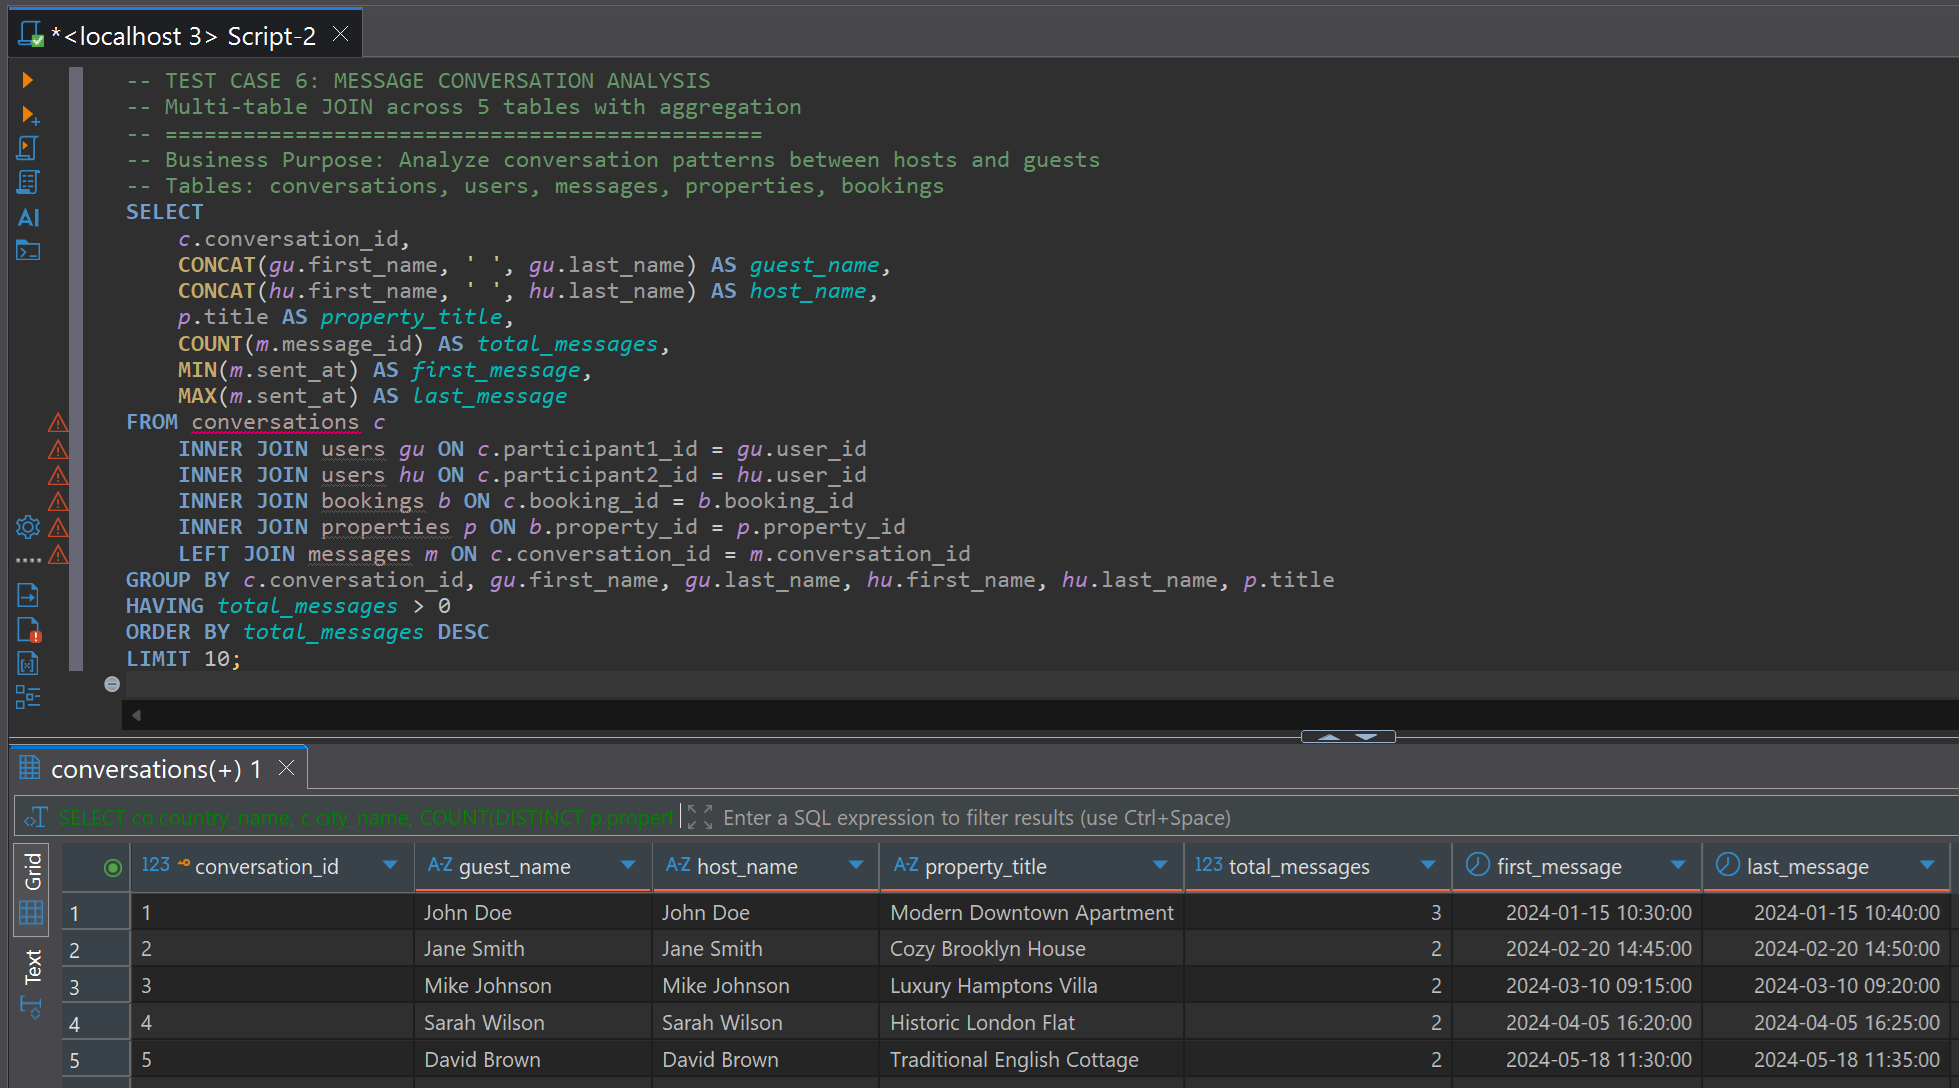 *<localhost 3> Script-2
-- TEST CASE 6: MESSAGE CONVERSATION ANALYSIS
-- Multi-table JOIN across 5 tables with aggregation
-- ==============================================
-- Business Purpose: Analyze conversation patterns between hosts and guests
-- Tables: conversations, users, messages, properties, bookings
SELECT
    c.conversation_id,
    CONCAT(gu.first_name, ' ', gu.last_name) AS guest_name,
    CONCAT(hu.first_name, ' ', hu.last_name) AS host_name,
    p.title AS property_title,
    COUNT(m.message_id) AS total_messages,
    MIN(m.sent_at) AS first_message,
    MAX(m.sent_at) AS last_message
FROM conversations c
    INNER JOIN users gu ON c.participant1_id = gu.user_id
    INNER JOIN users hu ON c.participant2_id = hu.user_id
    INNER JOIN bookings b ON c.booking_id = b.booking_id
    INNER JOIN properties p ON b.property_id = p.property_id
    LEFT JOIN messages m ON c.conversation_id = m.conversation_id
GROUP BY c.conversation_id, gu.first_name, gu.last_name, hu.first_name, hu.last_name, p.title
HAVING total_messages > 0
ORDER BY total_messages DESC
LIMIT 10;
AI
conversations(+) 1
SELECT co.country_name, c.city_name, COUNT(DISTINCT p.propert Enter a SQL expression to filter results (use Ctrl+Space)
Grid
Text
123 conversation_id A-Z guest_name A-Z host_name A-Z property_title 123 total_messages first_message last_message
1 1 John Doe John Doe Modern Downtown Apartment 3 2024-01-15 10:30:00 2024-01-15 10:40:00
2 2 Jane Smith Jane Smith Cozy Brooklyn House 2 2024-02-20 14:45:00 2024-02-20 14:50:00
3 3 Mike Johnson Mike Johnson Luxury Hamptons Villa 2 2024-03-10 09:15:00 2024-03-10 09:20:00
4 4 Sarah Wilson Sarah Wilson Historic London Flat 2 2024-04-05 16:20:00 2024-04-05 16:25:00
5 5 David Brown David Brown Traditional English Cottage 2 2024-05-18 11:30:00 2024-05-18 11:35:00